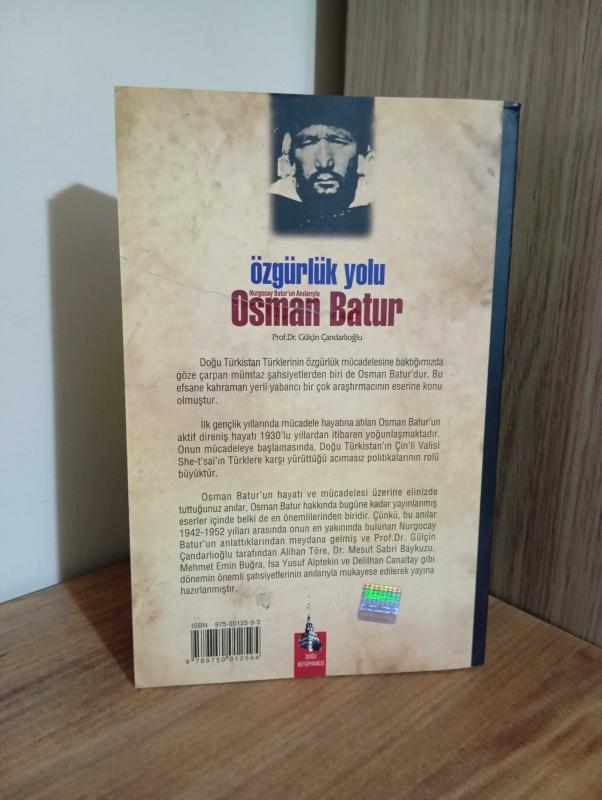 özgürlük yolu
Nurgocay Batur'un Anılarıyla
Osman Batur
Prof.Dr. Gülçin Çandarlıoğlu
Doğu Türkistan Türklerinin özgürlük mücadelesine baktığımızda
göze çarpan mümtaz şahsiyetlerden biri de Osman Batur'dur. Bu
efsane kahraman yerli yabancı bir çok araştırmacının eserine konu
olmuştur.
İlk gençlik yıllarında mücadele hayatına atılan Osman Batur'un
aktif direniş hayatı 1930'lu yıllardan itibaren yoğunlaşmaktadır.
Onun mücadeleye başlamasında, Doğu Türkistan'ın Çin'li Valisi
She-t'sai'ın Türklere karşı yürüttüğü acımasız politikalarının rolü
büyüktür.
Osman Batur'un hayatı ve mücadelesi üzerine elinizde
tuttuğunuz anılar, Osman Batur hakkında bugüne kadar yayınlanmış
eserler içinde belki de en önemlilerinden biridir. Çünkü, bu anılar
1942-1952 yılları arasında onun en yakınında bulunan Nurgocay
Batur'un anlattıklarından meydana gelmiş ve Prof.Dr. Gülçin
Çandarlıoğlu tarafından Alihan Töre, Dr. Mesut Sabri Baykuzu,
Mehmet Emin Buğra, İsa Yusuf Alptekin ve Delilhan Canaltay gibi
dönemin önemli şahsiyetlerinin anılarıyla mukayese edilerek yayına
hazırlanmıştır.
ISBN 975-00125-9-3
9 789750 012594
DOĞU
KÜTÜPHANESİ